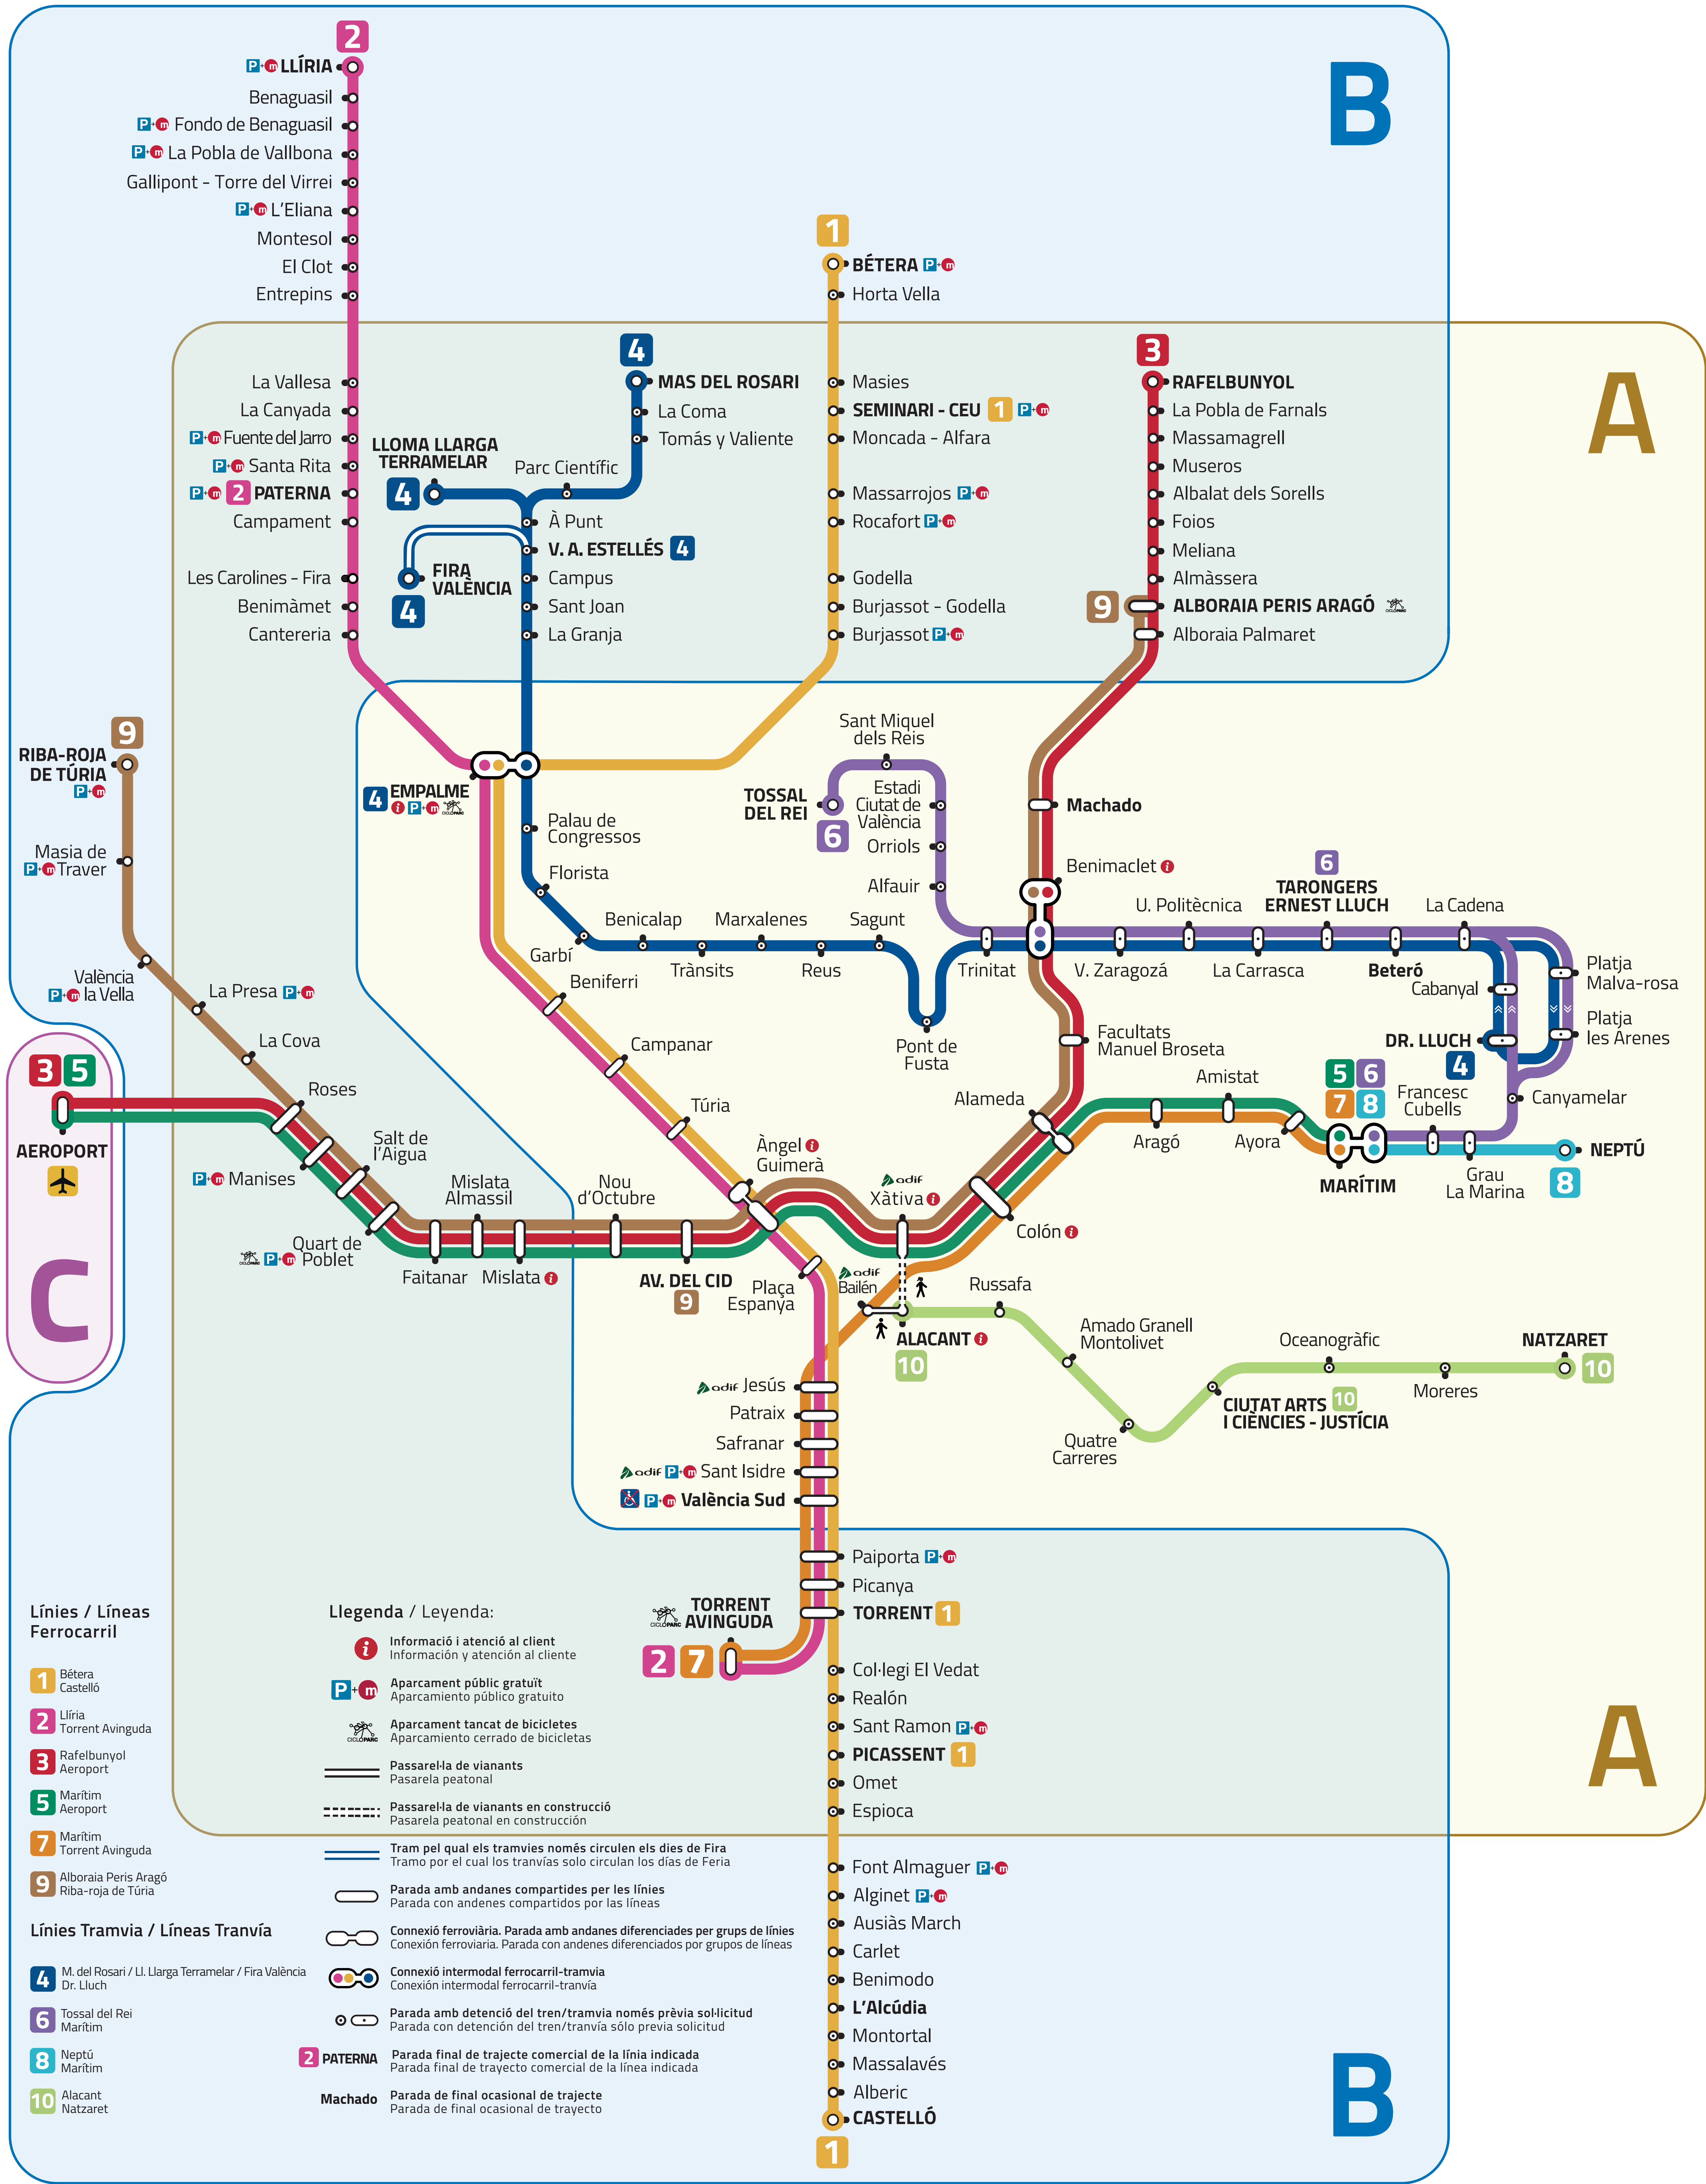 2
P+m LLÍRIA
Benaguasil
P+m Fondo de Benaguasil
P+m La Pobla de Vallbona
Gallipont - Torre del Virrei
P+m L'Eliana
Montesol
El Clot
Entrepins
B
1
BÉTERA P+m
Horta Vella
A
La Vallesa
La Canyada
P+m Fuente del Jarro
P+m Santa Rita
P+m 2 PATERNA
Campament
Les Carolines - Fira
Benimàmet
Cantereria
4
MAS DEL ROSARI
La Coma
Tomás y Valiente
LLOMA LLARGA
TERRAMELAR
4
Parc Científic
À Punt
V. A. ESTELLÉS 4
FIRA
VALÈNCIA
4
Campus
Sant Joan
La Granja
Masies
SEMINARI - CEU 1 P+m
Moncada - Alfara
Massarrojos P+m
Rocafort P+m
Godella
Burjassot - Godella
Burjassot P+m
3
RAFELBUNYOL
La Pobla de Farnals
Massamagrell
Museros
Albalat dels Sorells
Foios
Meliana
Almàssera
9
ALBORAIA PERIS ARAGÓ CICLOPARC
Alboraia Palmaret
9
RIBA-ROJA
DE TÚRIA
P+m
Masia de
P+m Traver
València
P+m la Vella
La Presa P+m
La Cova
Roses
3 5
AEROPORT
C
P+m Manises
Salt de
l'Aigua
Quart de
CICLOPARC P+m Poblet
Faitanar
Mislata
Almassil
Mislata i
Nou
d'Octubre
AV. DEL CID
9
4 EMPALME
i P+m CICLOPARC
Palau de
Congressos
Florista
Garbí
Benicalap
Trànsits
Marxalenes
Reus
Sagunt
Pont de
Fusta
Beniferri
Campanar
Túria
Àngel i
Guimerà
Plaça
Espanya
Sant Miquel
dels Reis
TOSSAL
DEL REI
6
Estadi
Ciutat de
València
Orriols
Alfauir
Trinitat
Machado
Benimaclet i
V. Zaragozá
U. Politècnica
La Carrasca
6
TARONGERS
ERNEST LLUCH
Beteró
La Cadena
Cabanyal
DR. LLUCH
4
Platja
Malva-rosa
Platja
les Arenes
Canyamelar
Francesc
Cubells
Grau
La Marina
NEPTÚ
8
5 6
7 8
MARÍTIM
Facultats
Manuel Broseta
Alameda
Aragó
Amistat
Ayora
adif
Xàtiva i
Colón i
adif
Bailén
ALACANT i
10
Russafa
Amado Granell
Montolivet
Quatre
Carreres
CIUTAT ARTS 10
I CIÈNCIES - JUSTÍCIA
Oceanogràfic
Moreres
NATZARET
10
adif Jesús
Patraix
Safranar
adif P+m Sant Isidre
P+m València Sud
Paiporta P+m
Picanya
TORRENT 1
CICLOPARC
TORRENT
AVINGUDA
2 7
Col·legi El Vedat
Realón
Sant Ramon P+m
PICASSENT 1
Omet
Espioca
A
Font Almaguer P+m
Alginet P+m
Ausiàs March
Carlet
Benimodo
L'Alcúdia
Montortal
Massalavés
Alberic
CASTELLÓ
1
B
Línies / Líneas
Ferrocarril
1 Bétera
Castelló
2 Llíria
Torrent Avinguda
3 Rafelbunyol
Aeroport
5 Marítim
Aeroport
7 Marítim
Torrent Avinguda
9 Alboraia Peris Aragó
Riba-roja de Túria
Línies Tramvia / Líneas Tranvía
4 M. del Rosari / Ll. Llarga Terramelar / Fira València
Dr. Lluch
6 Tossal del Rei
Marítim
8 Neptú
Marítim
10 Alacant
Natzaret
Llegenda / Leyenda:
i Informació i atenció al client
Información y atención al cliente
P+m Aparcament públic gratuït
Aparcamiento público gratuito
CICLOPARC Aparcament tancat de bicicletes
Aparcamiento cerrado de bicicletas
Passarel·la de vianants
Pasarela peatonal
Passarel·la de vianants en construcció
Pasarela peatonal en construcción
Tram pel qual els tramvies només circulen els dies de Fira
Tramo por el cual los tranvías solo circulan los días de Feria
Parada amb andanes compartides per les línies
Parada con andenes compartidos por las líneas
Connexió ferroviària. Parada amb andanes diferenciades per grups de línies
Conexión ferroviaria. Parada con andenes diferenciados por grupos de líneas
Connexió intermodal ferrocarril-tramvia
Conexión intermodal ferrocarril-tranvía
Parada amb detenció del tren/tramvia només prèvia sol·licitud
Parada con detención del tren/tranvía sólo previa solicitud
2 PATERNA Parada final de trajecte comercial de la línia indicada
Parada final de trayecto comercial de la línea indicada
Machado Parada de final ocasional de trajecte
Parada de final ocasional de trayecto